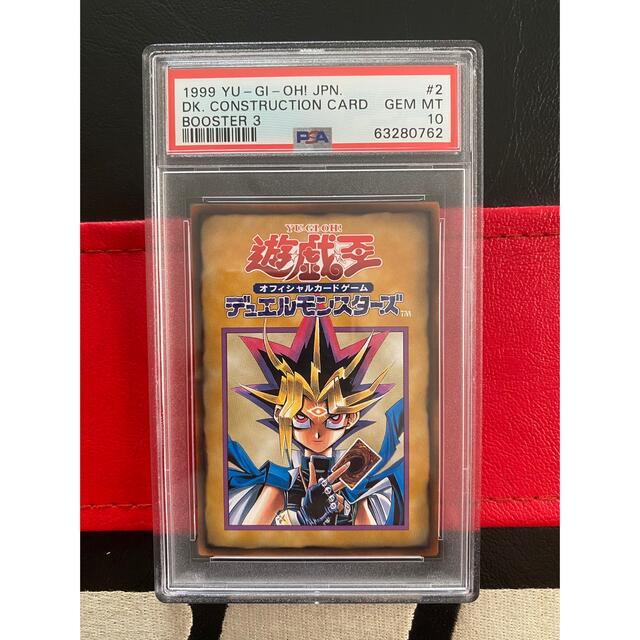 1999 YU-GI-OH! JPN. #2
DK. CONSTRUCTION CARD GEM MT
BOOSTER 3 10
PSA 63280762
YU-GI-OH!
遊戯王
オフィシャルカードゲーム
デュエルモンスターズ™